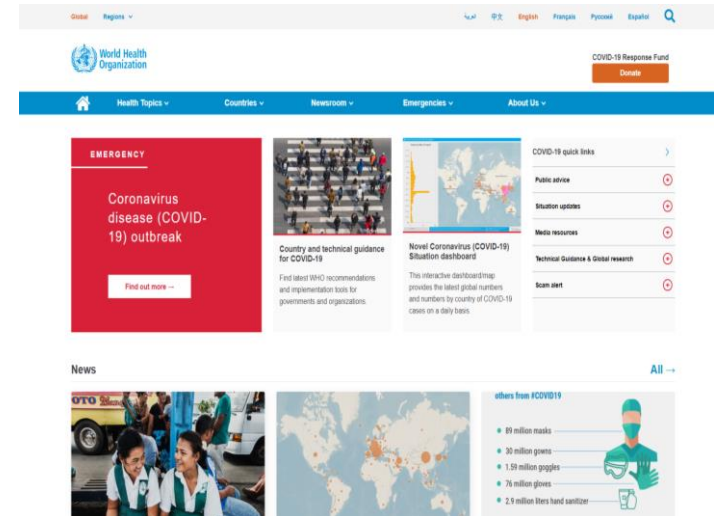 Global Regions
العربية 中文 English Français Русский Español
World Health
Organization
COVID-19 Response Fund
Donate
Health Topics Countries Newsroom Emergencies About Us
EMERGENCY
Coronavirus
disease (COVID-
19) outbreak
Find out more →
Country and technical guidance
for COVID-19
Find latest WHO recommendations
and implementation tools for
governments and organizations.
Novel Coronavirus (COVID-19)
Situation dashboard
This interactive dashboard/map
provides the latest global numbers
and numbers by country of COVID-19
cases on a daily basis.
COVID-19 quick links
Public advice
Situation updates
Media resources
Technical Guidance & Global research
Scam alert
News
All →
OTO
others from #COVID19
89 million masks
30 million gowns
1.59 million goggles
76 million gloves
2.9 million liters hand sanitizer